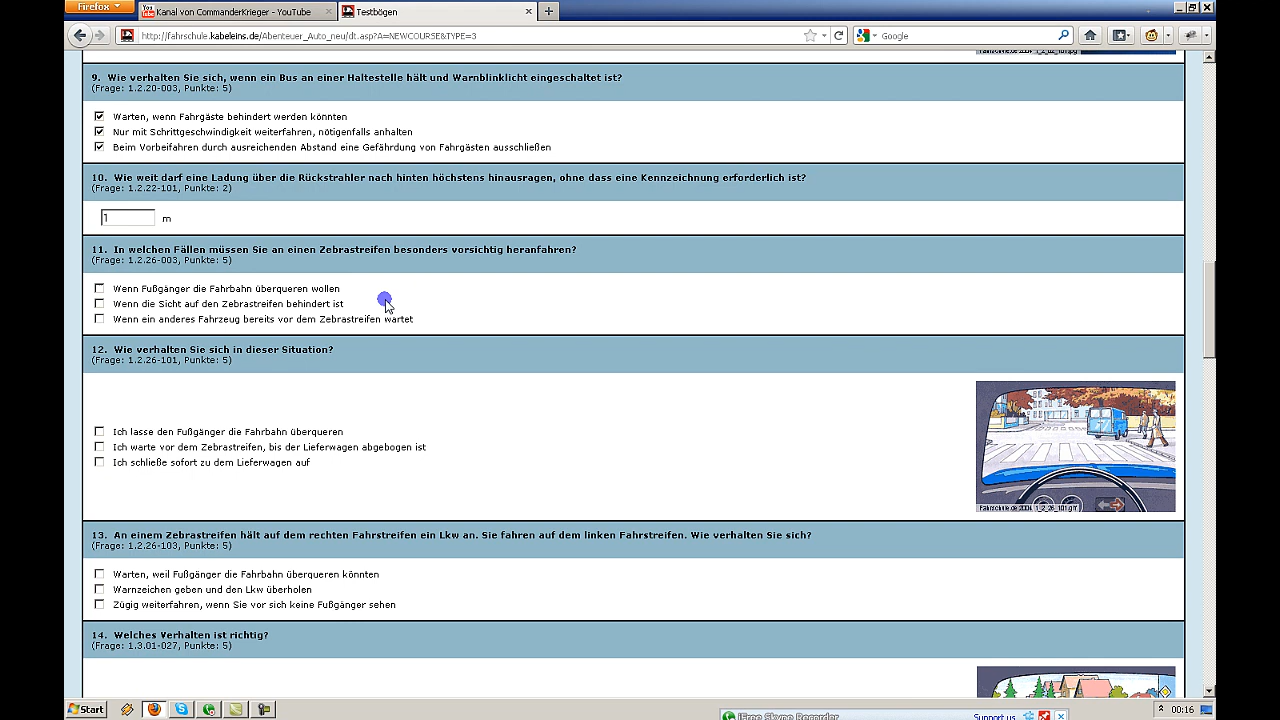 Firefox
Kanal von CommanderKrieger - YouTube
Testbögen
http://fahrschule.kabeleins.de/Abenteuer_Auto_neu/dt.asp?A=NEWCOURSE&TYPE=3
Google
9. Wie verhalten Sie sich, wenn ein Bus an einer Haltestelle hält und Warnblinklicht eingeschaltet ist?
(Frage: 1.2.20-003, Punkte: 5)
Warten, wenn Fahrgäste behindert werden könnten
Nur mit Schrittgeschwindigkeit weiterfahren, nötigenfalls anhalten
Beim Vorbeifahren durch ausreichenden Abstand eine Gefährdung von Fahrgästen ausschließen
10. Wie weit darf eine Ladung über die Rückstrahler nach hinten höchstens hinausragen, ohne dass eine Kennzeichnung erforderlich ist?
(Frage: 1.2.22-101, Punkte: 2)
1 m
11. In welchen Fällen müssen Sie an einen Zebrastreifen besonders vorsichtig heranfahren?
(Frage: 1.2.26-003, Punkte: 5)
Wenn Fußgänger die Fahrbahn überqueren wollen
Wenn die Sicht auf den Zebrastreifen behindert ist
Wenn ein anderes Fahrzeug bereits vor dem Zebrastreifen wartet
12. Wie verhalten Sie sich in dieser Situation?
(Frage: 1.2.26-101, Punkte: 5)
Ich lasse den Fußgänger die Fahrbahn überqueren
Ich warte vor dem Zebrastreifen, bis der Lieferwagen abgebogen ist
Ich schließe sofort zu dem Lieferwagen auf
Fahrschule.de 2004 1_2_26_101.gif
13. An einem Zebrastreifen hält auf dem rechten Fahrstreifen ein Lkw an. Sie fahren auf dem linken Fahrstreifen. Wie verhalten Sie sich?
(Frage: 1.2.26-103, Punkte: 5)
Warten, weil Fußgänger die Fahrbahn überqueren könnten
Warnzeichen geben und den Lkw überholen
Zügig weiterfahren, wenn Sie vor sich keine Fußgänger sehen
14. Welches Verhalten ist richtig?
(Frage: 1.3.01-027, Punkte: 5)
Start
iFree Skype Recorder
Support us
00:16